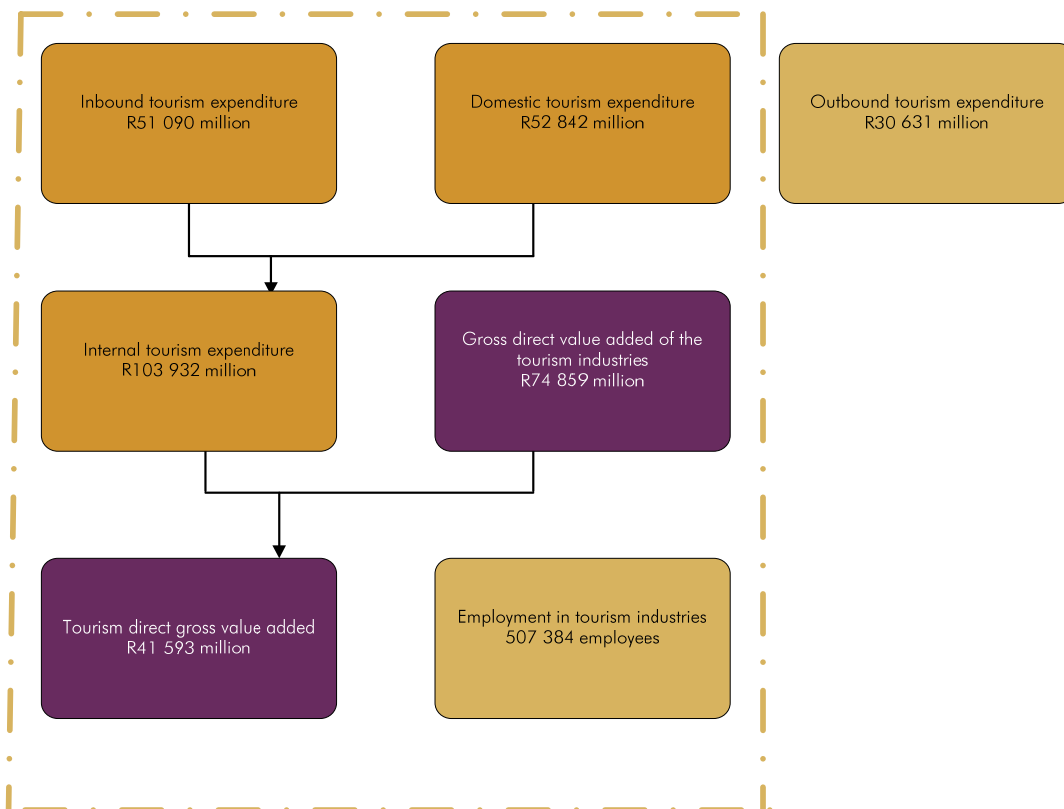 Inbound tourism expenditure
R51 090 million
Domestic tourism expenditure
R52 842 million
Outbound tourism expenditure
R30 631 million
Internal tourism expenditure
R103 932 million
Gross direct value added of the
tourism industries
R74 859 million
Tourism direct gross value added
R41 593 million
Employment in tourism industries
507 384 employees